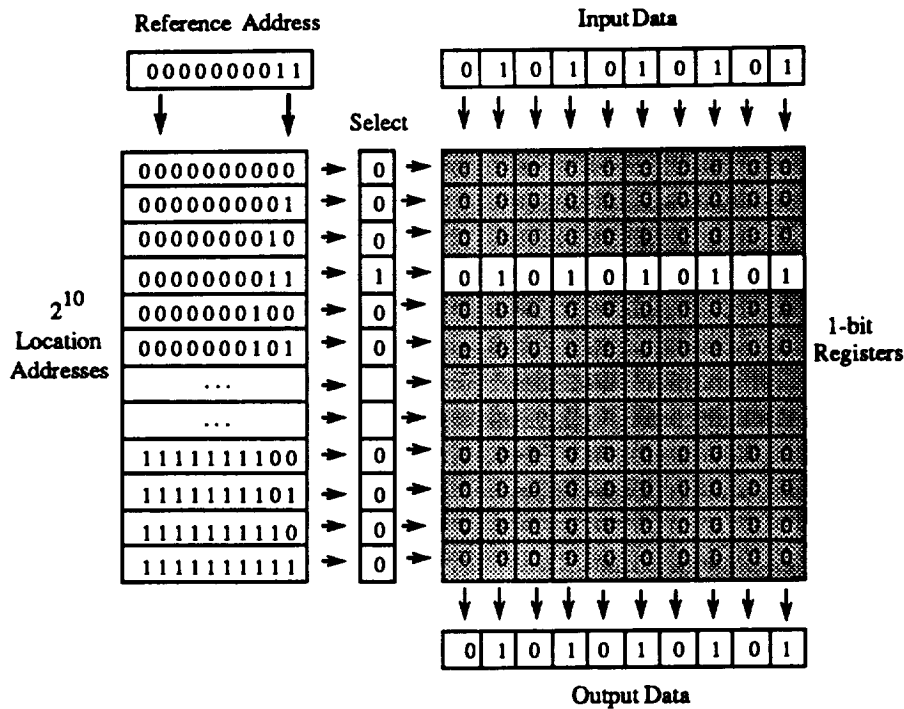 Reference Address
Input Data
0000000011
0 1 0 1 0 1 0 1 0 1
Select
0000000000 0 0 0 0 0 0 0 0 0 0 0
0000000001 0 0 0 0 0 0 0 0 0 0 0
0000000010 0 0 0 0 0 0 0 0 0 0 0
0000000011 1 0 1 0 1 0 1 0 1 0 1
0000000100 0 0 0 0 0 0 0 0 0 0 0
0000000101 0 0 0 0 0 0 0 0 0 0 0
...
...
1111111100 0 0 0 0 0 0 0 0 0 0 0
1111111101 0 0 0 0 0 0 0 0 0 0 0
1111111110 0 0 0 0 0 0 0 0 0 0 0
1111111111 0 0 0 0 0 0 0 0 0 0 0
2^10
Location
Addresses
1-bit
Registers
0 1 0 1 0 1 0 1 0 1
Output Data